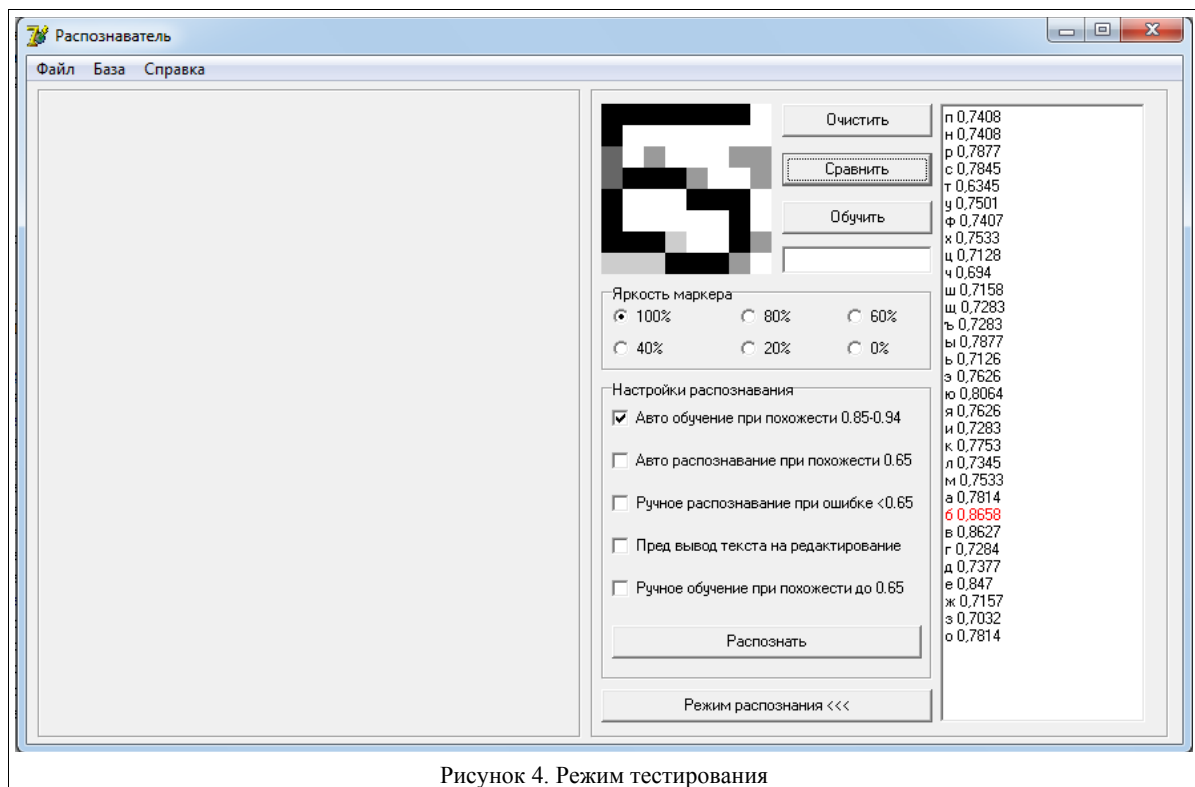 Распознаватель
Файл База Справка
Очистить
Сравнить
Обучить
Яркость маркера
100% 80% 60%
40% 20% 0%
Настройки распознавания
Авто обучение при похожести 0.85-0.94
Авто распознавание при похожести 0.65
Ручное распознавание при ошибке <0.65
Пред вывод текста на редактирование
Ручное обучение при похожести до 0.65
Распознать
Режим распознания <<<
п 0,7408
н 0,7408
р 0,7877
с 0,7845
т 0,6345
у 0,7501
ф 0,7407
х 0,7533
ц 0,7128
ч 0,694
ш 0,7158
щ 0,7283
ъ 0,7283
ы 0,7877
ь 0,7126
э 0,7626
ю 0,8064
я 0,7626
и 0,7283
к 0,7753
л 0,7345
м 0,7533
а 0,7814
б 0,8658
в 0,8627
г 0,7284
д 0,7377
е 0,847
ж 0,7157
з 0,7032
о 0,7814
Рисунок 4. Режим тестирования